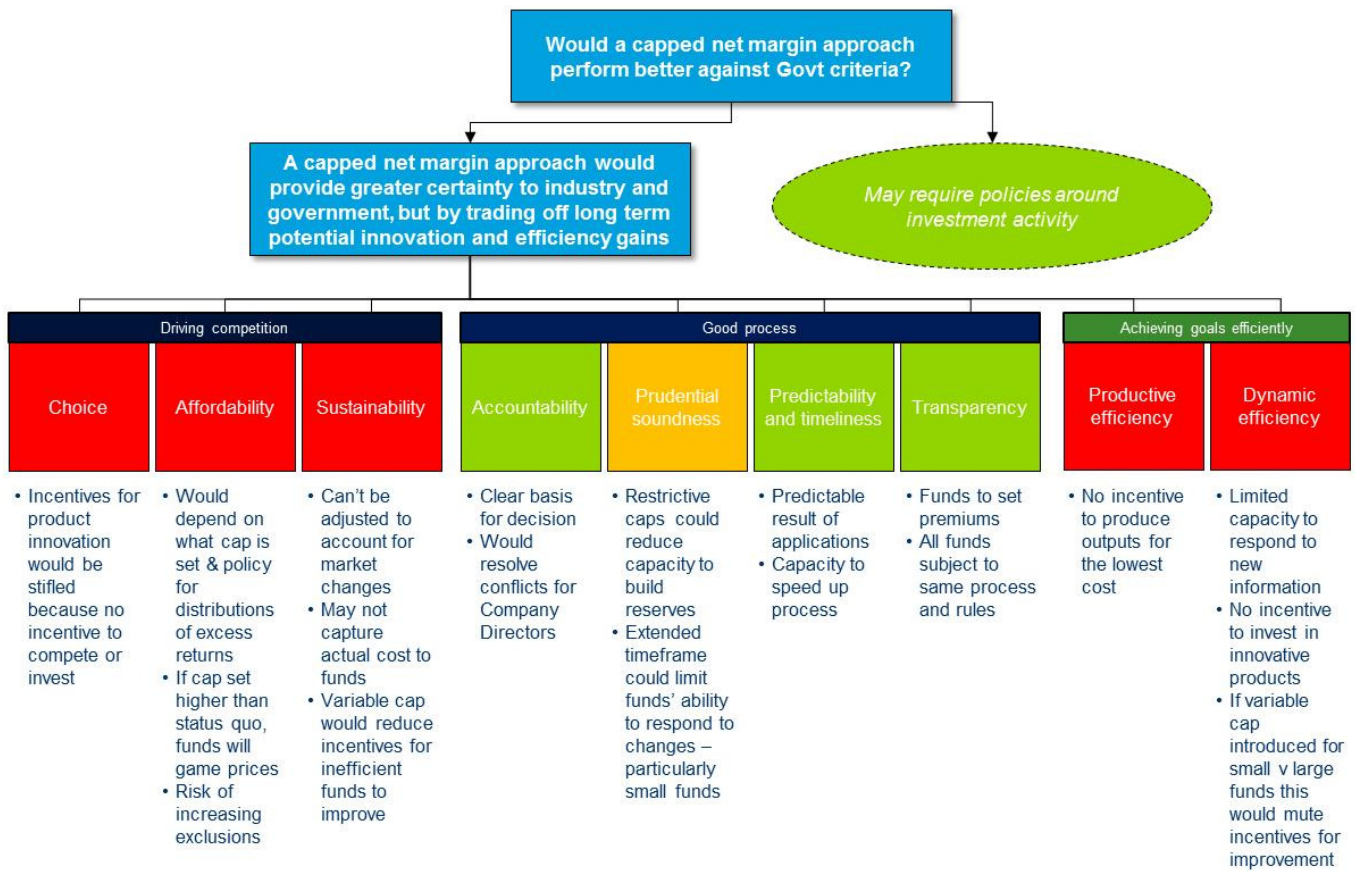 Would a capped net margin approach
perform better against Govt criteria?
A capped net margin approach would
provide greater certainty to industry and
government, but by trading off long term
potential innovation and efficiency gains
May require policies around
investment activity
Driving competition
Good process
Achieving goals efficiently
Choice
Affordability
Sustainability
Accountability
Prudential
soundness
Predictability
and timeliness
Transparency
Productive
efficiency
Dynamic
efficiency
• Incentives for
product
innovation
would be
stifled
because no
incentive to
compete or
invest
• Would
depend on
what cap is
set & policy
for
distributions
of excess
returns
• If cap set
higher than
status quo,
funds will
game prices
• Risk of
increasing
exclusions
• Can't be
adjusted to
account for
market
changes
• May not
capture
actual cost to
funds
• Variable cap
would reduce
incentives for
inefficient
funds to
improve
• Clear basis
for decision
• Would
resolve
conflicts for
Company
Directors
• Restrictive
caps could
reduce
capacity to
build
reserves
• Extended
timeframe
could limit
funds' ability
to respond to
changes –
particularly
small funds
• Predictable
result of
applications
• Capacity to
speed up
process
• Funds to set
premiums
• All funds
subject to
same process
and rules
• No incentive
to produce
outputs for
the lowest
cost
• Limited
capacity to
respond to
new
information
• No incentive
to invest in
innovative
products
• If variable
cap
introduced for
small v large
funds this
would mute
incentives for
improvement